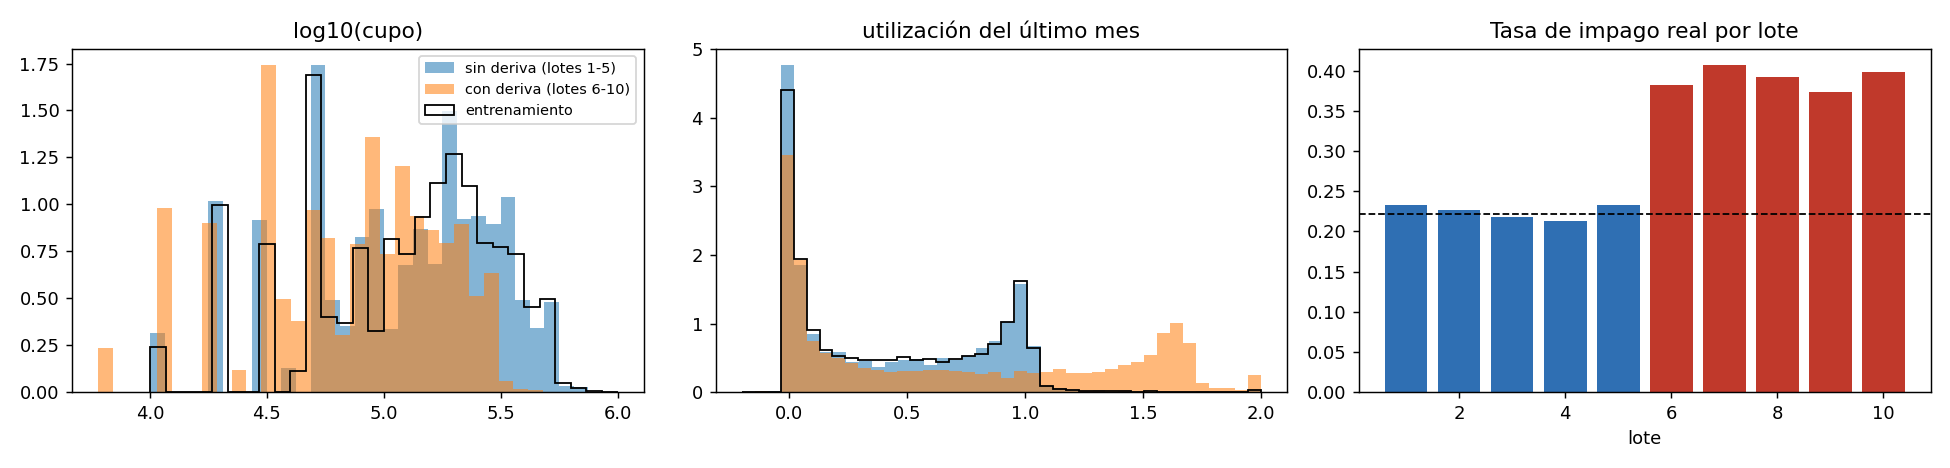 log10(cupo)
1.75
1.50
1.25
1.00
0.75
0.50
0.25
0.00
4.0 4.5 5.0 5.5 6.0
sin deriva (lotes 1-5)
con deriva (lotes 6-10)
entrenamiento
utilización del último mes
5
4
3
2
1
0
0.0 0.5 1.0 1.5 2.0
Tasa de impago real por lote
0.40
0.35
0.30
0.25
0.20
0.15
0.10
0.05
0.00
2 4 6 8 10
lote